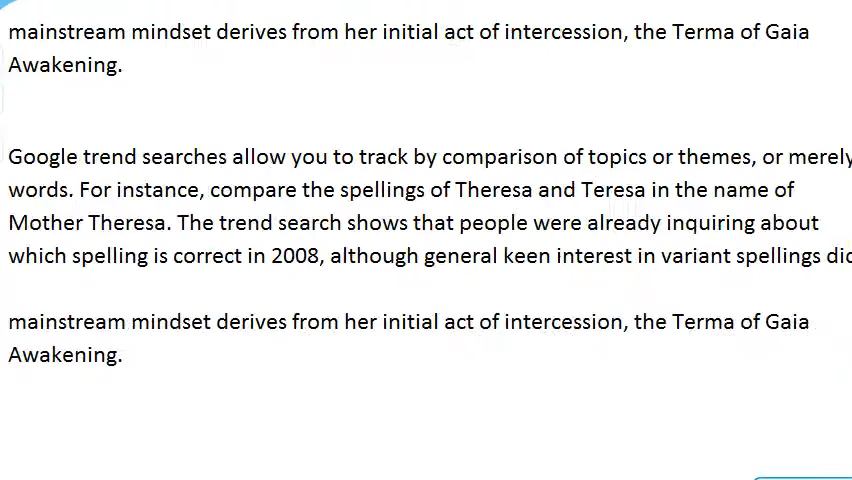 mainstream mindset derives from her initial act of intercession, the Terma of Gaia
Awakening.
Google trend searches allow you to track by comparison of topics or themes, or merely
words. For instance, compare the spellings of Theresa and Teresa in the name of
Mother Theresa. The trend search shows that people were already inquiring about
which spelling is correct in 2008, although general keen interest in variant spellings
mainstream mindset derives from her initial act of intercession, the Terma of Gaia
Awakening.